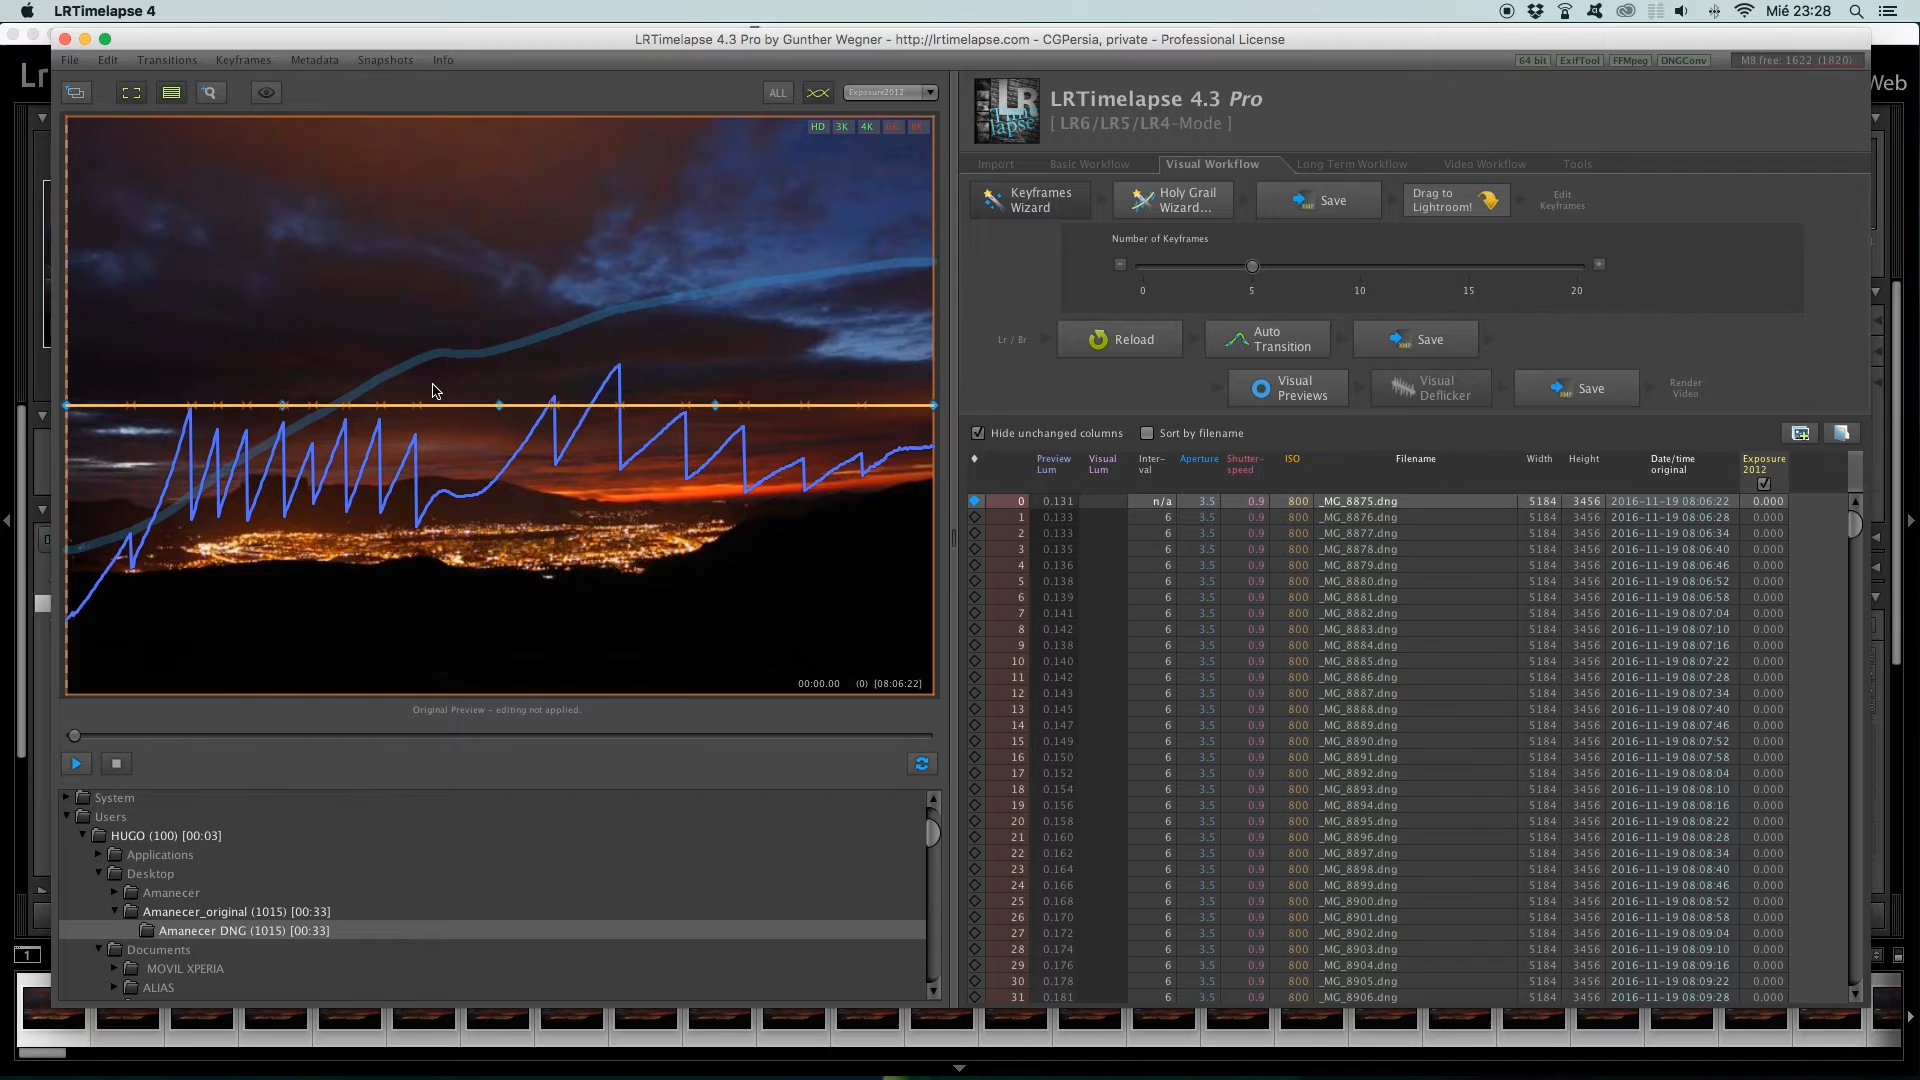 LRTimelapse 4
Mié 23:28
LRTimelapse 4.3 Pro by Gunther Wegner - http://lrtimelapse.com - CGPersia, private - Professional License
File Edit Transitions Keyframes Metadata Snapshots Info
64 bit ExifTool FFMpeg DNGConv MB free: 1622 (1820)
Lr
Web
ALL Exposure2012
HD 3K 4K 6K 8K
LRTimelapse 4.3 Pro
[ LR6/LR5/LR4-Mode ]
Import Basic Workflow Visual Workflow Long Term Workflow Video Workflow Tools
Keyframes Wizard
Holy Grail Wizard...
Save
Drag to Lightroom!
Edit Keyframes
Number of Keyframes
0 5 10 15 20
Lr / Br Reload Auto Transition Save
Visual Previews Visual Deflicker Save Render Video
Hide unchanged columns Sort by filename
Preview Lum Visual Lum Inter-val Aperture Shutter-speed ISO Filename Width Height Date/time original Exposure 2012
0 0.131 n/a 3.5 0.9 800 _MG_8875.dng 5184 3456 2016-11-19 08:06:22 0.000
1 0.133 6 3.5 0.9 800 _MG_8876.dng 5184 3456 2016-11-19 08:06:28 0.000
2 0.133 6 3.5 0.9 800 _MG_8877.dng 5184 3456 2016-11-19 08:06:34 0.000
3 0.135 6 3.5 0.9 800 _MG_8878.dng 5184 3456 2016-11-19 08:06:40 0.000
4 0.136 6 3.5 0.9 800 _MG_8879.dng 5184 3456 2016-11-19 08:06:46 0.000
5 0.138 6 3.5 0.9 800 _MG_8880.dng 5184 3456 2016-11-19 08:06:52 0.000
6 0.139 6 3.5 0.9 800 _MG_8881.dng 5184 3456 2016-11-19 08:06:58 0.000
7 0.141 6 3.5 0.9 800 _MG_8882.dng 5184 3456 2016-11-19 08:07:04 0.000
8 0.142 6 3.5 0.9 800 _MG_8883.dng 5184 3456 2016-11-19 08:07:10 0.000
9 0.138 6 3.5 0.9 800 _MG_8884.dng 5184 3456 2016-11-19 08:07:16 0.000
10 0.140 6 3.5 0.9 800 _MG_8885.dng 5184 3456 2016-11-19 08:07:22 0.000
11 0.142 6 3.5 0.9 800 _MG_8886.dng 5184 3456 2016-11-19 08:07:28 0.000
12 0.143 6 3.5 0.9 800 _MG_8887.dng 5184 3456 2016-11-19 08:07:34 0.000
13 0.145 6 3.5 0.9 800 _MG_8888.dng 5184 3456 2016-11-19 08:07:40 0.000
14 0.147 6 3.5 0.9 800 _MG_8889.dng 5184 3456 2016-11-19 08:07:46 0.000
15 0.149 6 3.5 0.9 800 _MG_8890.dng 5184 3456 2016-11-19 08:07:52 0.000
16 0.150 6 3.5 0.9 800 _MG_8891.dng 5184 3456 2016-11-19 08:07:58 0.000
17 0.152 6 3.5 0.9 800 _MG_8892.dng 5184 3456 2016-11-19 08:08:04 0.000
18 0.154 6 3.5 0.9 800 _MG_8893.dng 5184 3456 2016-11-19 08:08:10 0.000
19 0.156 6 3.5 0.9 800 _MG_8894.dng 5184 3456 2016-11-19 08:08:16 0.000
20 0.158 6 3.5 0.9 800 _MG_8895.dng 5184 3456 2016-11-19 08:08:22 0.000
21 0.160 6 3.5 0.9 800 _MG_8896.dng 5184 3456 2016-11-19 08:08:28 0.000
22 0.162 6 3.5 0.9 800 _MG_8897.dng 5184 3456 2016-11-19 08:08:34 0.000
23 0.164 6 3.5 0.9 800 _MG_8898.dng 5184 3456 2016-11-19 08:08:40 0.000
24 0.166 6 3.5 0.9 800 _MG_8899.dng 5184 3456 2016-11-19 08:08:46 0.000
25 0.168 6 3.5 0.9 800 _MG_8900.dng 5184 3456 2016-11-19 08:08:52 0.000
26 0.170 6 3.5 0.9 800 _MG_8901.dng 5184 3456 2016-11-19 08:08:58 0.000
27 0.172 6 3.5 0.9 800 _MG_8902.dng 5184 3456 2016-11-19 08:09:04 0.000
28 0.174 6 3.5 0.9 800 _MG_8903.dng 5184 3456 2016-11-19 08:09:10 0.000
29 0.176 6 3.5 0.9 800 _MG_8904.dng 5184 3456 2016-11-19 08:09:16 0.000
30 0.178 6 3.5 0.9 800 _MG_8905.dng 5184 3456 2016-11-19 08:09:22 0.000
31 0.181 6 3.5 0.9 800 _MG_8906.dng 5184 3456 2016-11-19 08:09:28 0.000
00:00.00 (0) [08:06:22]
Original Preview - editing not applied.
System
Users
HUGO (100) [00:03]
Applications
Desktop
Amanecer
Amanecer_original (1015) [00:33]
Amanecer DNG (1015) [00:33]
Documents
MOVIL XPERIA
ALIAS
1